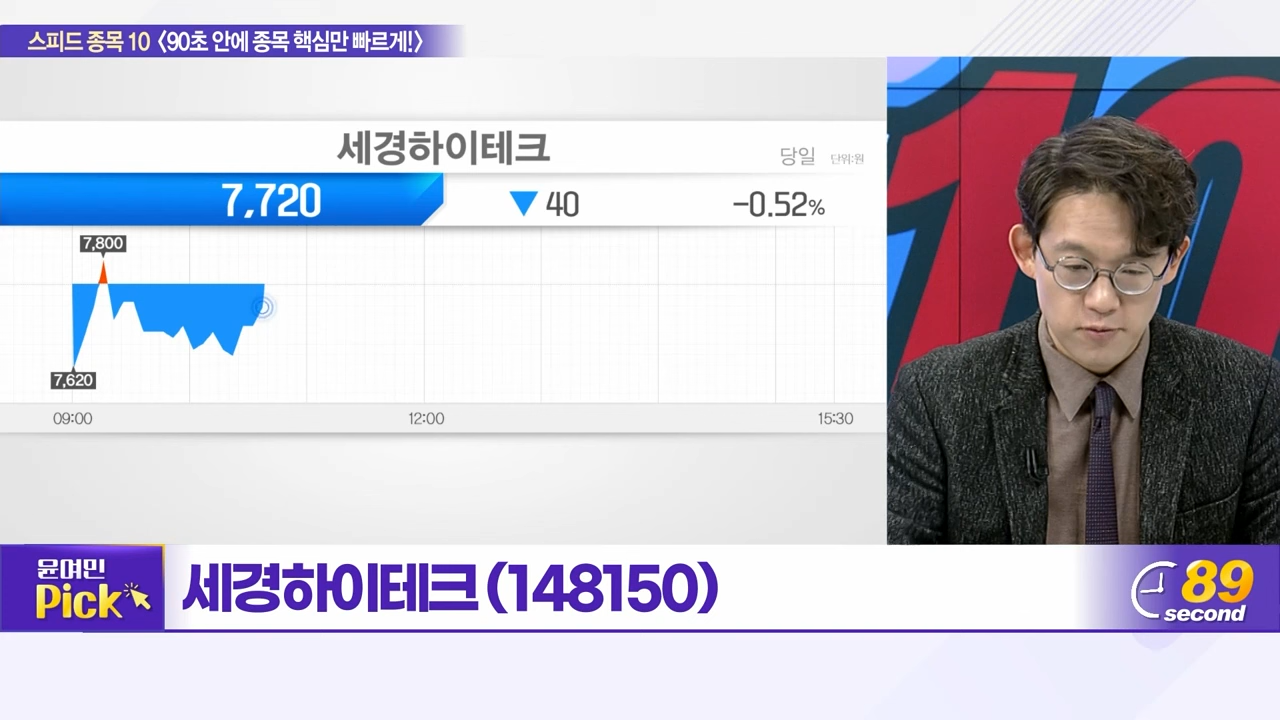 스피드 종목 10 〈90초 안에 종목 핵심만 빠르게!〉
세경하이테크
당일 단위:원
7,720 ▼ 40 -0.52%
7,800
7,620
09:00 12:00 15:30
윤여민
Pick
세경하이테크(148150)
89
second
10